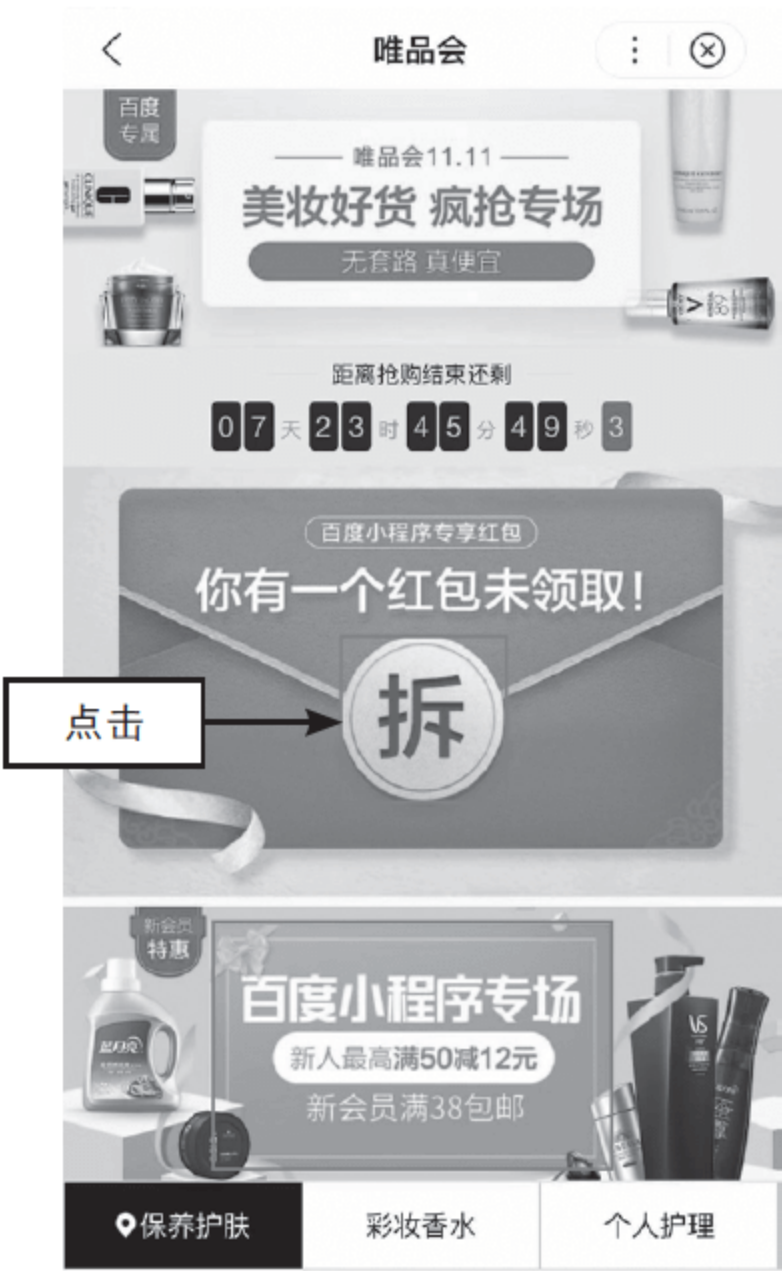 唯品会
百度
专属
唯品会11.11
美妆好货 疯抢专场
无套路 真便宜
CLINIQUE
距离抢购结束还剩
07天23时45分49秒3
百度小程序专享红包
你有一个红包未领取!
点击
拆
新会员
特惠
百度小程序专场
新人最高满50减12元
新会员满38包邮
蓝月亮
VS
保养护肤
彩妆香水
个人护理